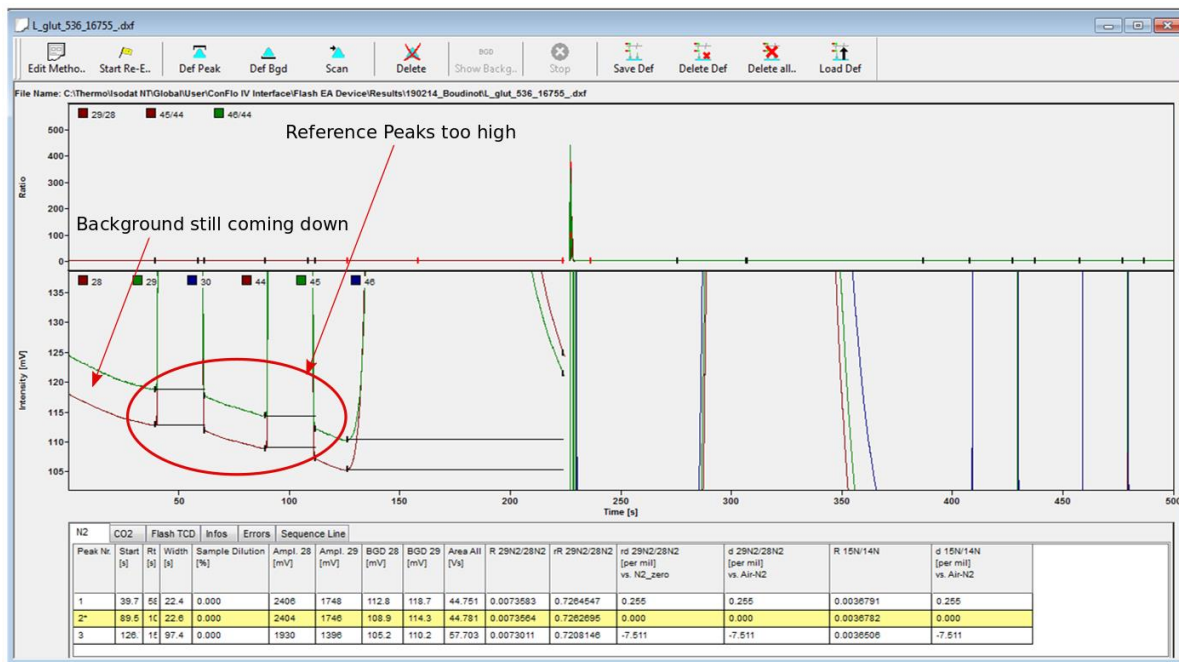 L_glut_536_16755_.dxf
Edit Metho.. Start Re-E.. Def Peak Def Bgd Scan Delete Show Backg.. Stop Save Def Delete Def Delete all.. Load Def
BGD
File Name: C:\Thermo\Isodat NT\Global\User\ConFlo IV Interface\Flash EA Device\Results\190214_Boudinot\L_glut_536_16755_.dxf
29/28 45/44 46/44
Reference Peaks too high
Background still coming down
Ratio
500
400
300
200
100
0
28 29 30 44 45 46
Intensity [mV]
135
130
125
120
115
110
105
50 100 150 200 250 300 350 400 450 500
Time [s]
N2 CO2 Flash TCD Infos Errors Sequence Line
Peak Nr. Start Rt Width Sample Dilution Ampl. 28 Ampl. 29 BGD 28 BGD 29 Area All R 29N2/28N2 rR 29N2/28N2 rd 29N2/28N2 d 29N2/28N2 R 15N/14N d 15N/14N
[s] [s] [s] [%] [mV] [mV] [mV] [mV] [Vs] [per mil] [per mil] [per mil]
vs. N2_zero vs. Air-N2 vs. Air-N2
1 39.7 22.4 0.000 2406 1748 112.8 118.7 44.751 0.0073583 0.7264547 0.255 0.255 0.0036791 0.255
2* 89.5 22.6 0.000 2404 1746 108.9 114.3 44.781 0.0073564 0.7262695 0.000 0.000 0.0036782 0.000
3 126. 97.4 0.000 1930 1396 105.2 110.2 57.703 0.0073011 0.7208146 -7.511 -7.511 0.0036506 -7.511